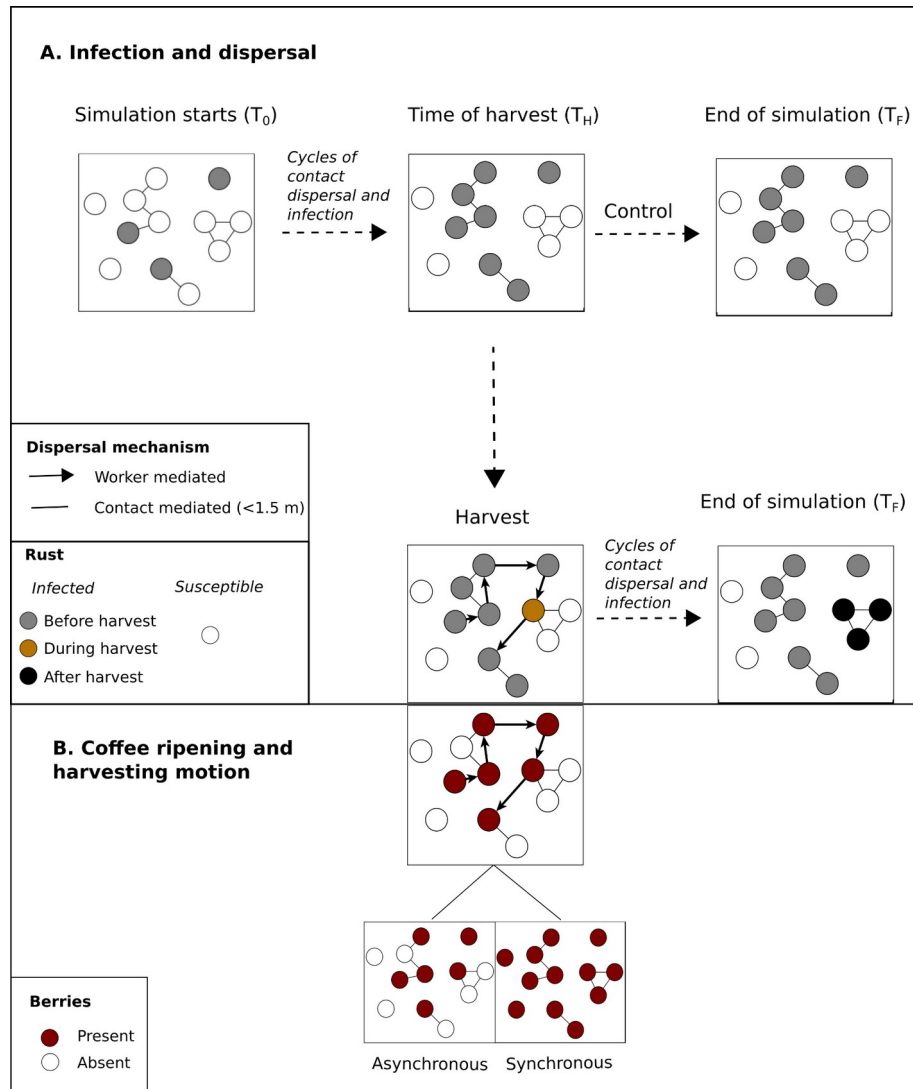 A. Infection and dispersal
Simulation starts (T0)
Time of harvest (TH)
End of simulation (TF)
Cycles of
contact
dispersal and
infection
Control
Dispersal mechanism
Worker mediated
Contact mediated (<1.5 m)
Rust
Infected
Susceptible
Before harvest
During harvest
After harvest
Harvest
Cycles of
contact
dispersal and
infection
End of simulation (TF)
B. Coffee ripening and
harvesting motion
Berries
Present
Absent
Asynchronous
Synchronous